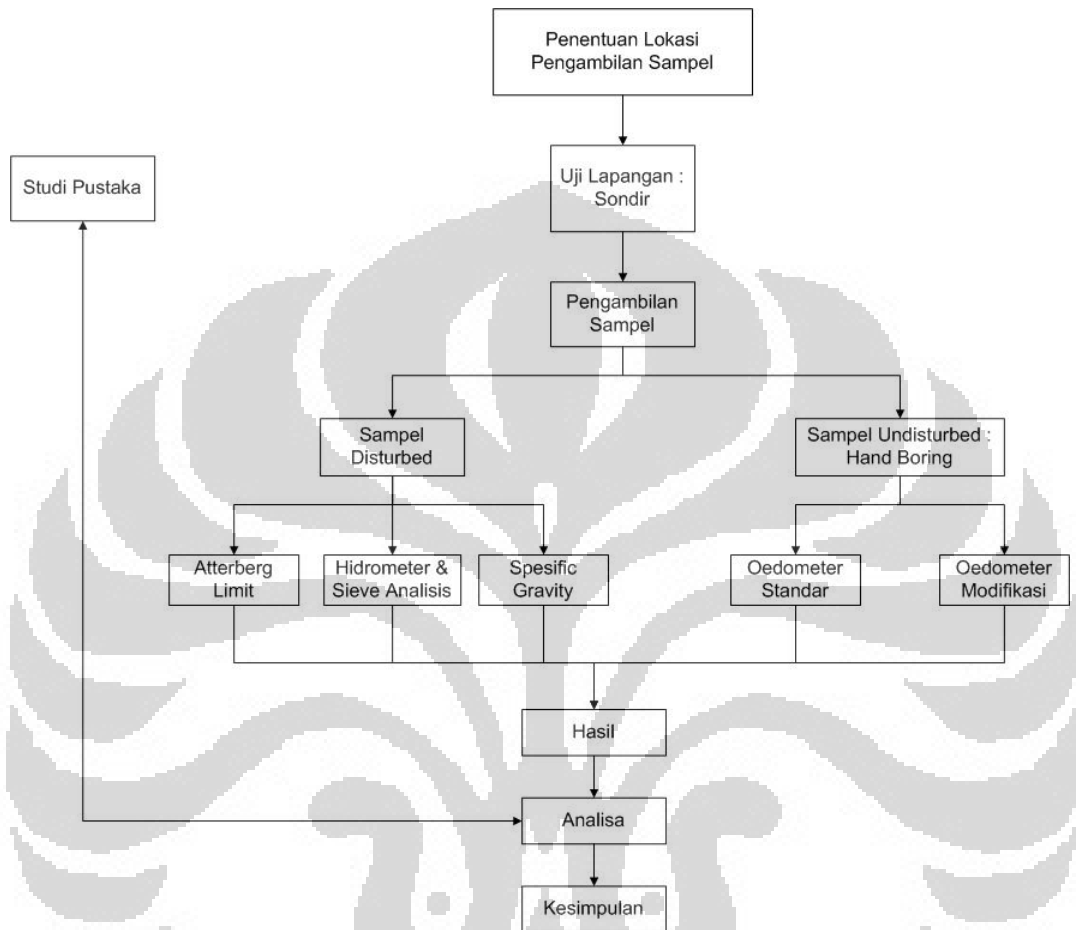 Penentuan Lokasi
Pengambilan Sampel
Studi Pustaka
Uji Lapangan :
Sondir
Pengambilan
Sampel
Sampel
Disturbed
Sampel Undisturbed :
Hand Boring
Atterberg
Limit
Hidrometer &
Sieve Analisis
Spesific
Gravity
Oedometer
Standar
Oedometer
Modifikasi
Hasil
Analisa
Kesimpulan